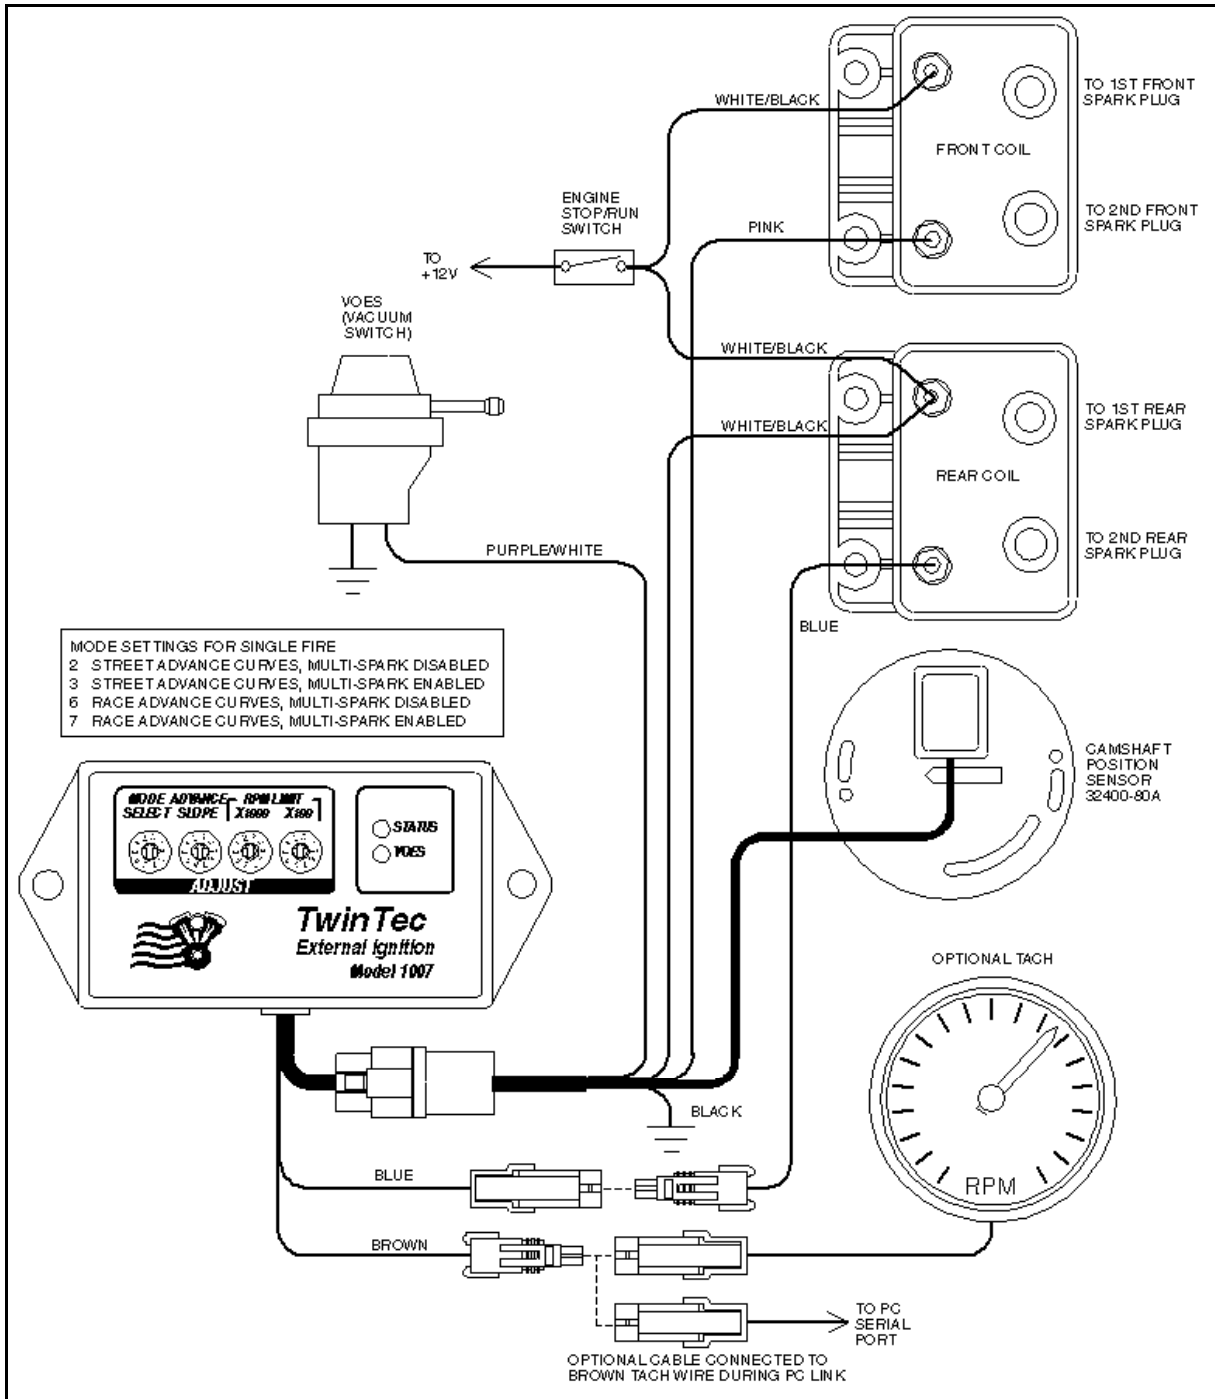 WHITE/BLACK
TO 1ST FRONT
SPARK PLUG
FRONT COIL
ENGINE
STOP/RUN
SWITCH
PINK
TO 2ND FRONT
SPARK PLUG
TO
+12V
VOES
(VACUUM
SWITCH)
WHITE/BLACK
TO 1ST REAR
SPARK PLUG
WHITE/BLACK
REAR COIL
PURPLE/WHITE
TO 2ND REAR
SPARK PLUG
BLUE
MODE SETTINGS FOR SINGLE FIRE
2 STREET ADVANCE CURVES, MULTI-SPARK DISABLED
3 STREET ADVANCE CURVES, MULTI-SPARK ENABLED
6 RACE ADVANCE CURVES, MULTI-SPARK DISABLED
7 RACE ADVANCE CURVES, MULTI-SPARK ENABLED
CAMSHAFT
POSITION
SENSOR
32400-80A
MODE ADVANCE RPM LIMIT
SELECT SLOPE X1000 X100
STATUS
VOES
ADJUST
TwinTec
External Ignition
Model 1007
OPTIONAL TACH
RPM
BLACK
BLUE
BROWN
TO PC
SERIAL
PORT
OPTIONAL CABLE CONNECTED TO
BROWN TACH WIRE DURING PC LINK